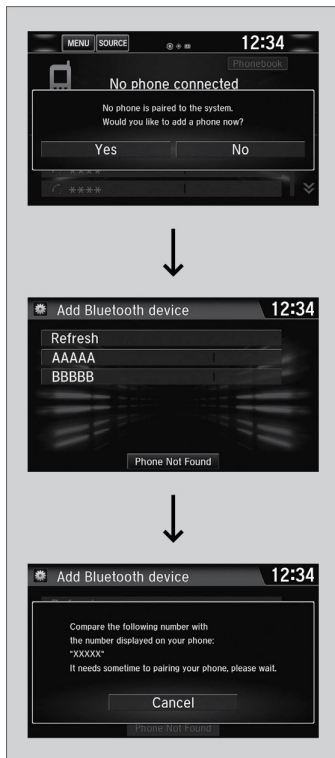 MENU SOURCE 12:34
Phonebook
No phone connected
No phone is paired to the system.
Would you like to add a phone now?
Yes No
****
Add Bluetooth device 12:34
Refresh
AAAAA
BBBBB
Phone Not Found
Add Bluetooth device 12:34
Compare the following number with
the number displayed on your phone:
"XXXXX"
It needs sometime to pairing your phone, please wait.
Cancel
Phone Not Found